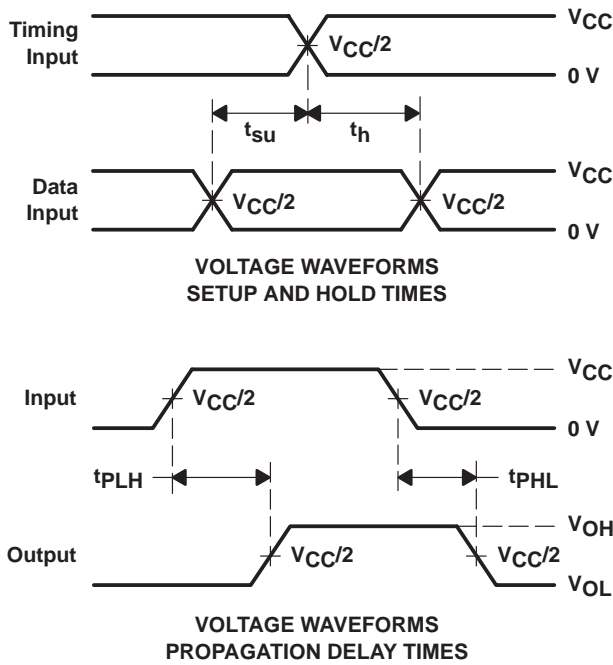 Timing
Input
VCC/2
VCC
0 V
tsu
th
Data
Input
VCC/2
VCC/2
VCC
0 V
VOLTAGE WAVEFORMS
SETUP AND HOLD TIMES
Input
VCC/2
VCC/2
VCC
0 V
tPLH
tPHL
Output
VCC/2
VCC/2
VOH
VOL
VOLTAGE WAVEFORMS
PROPAGATION DELAY TIMES